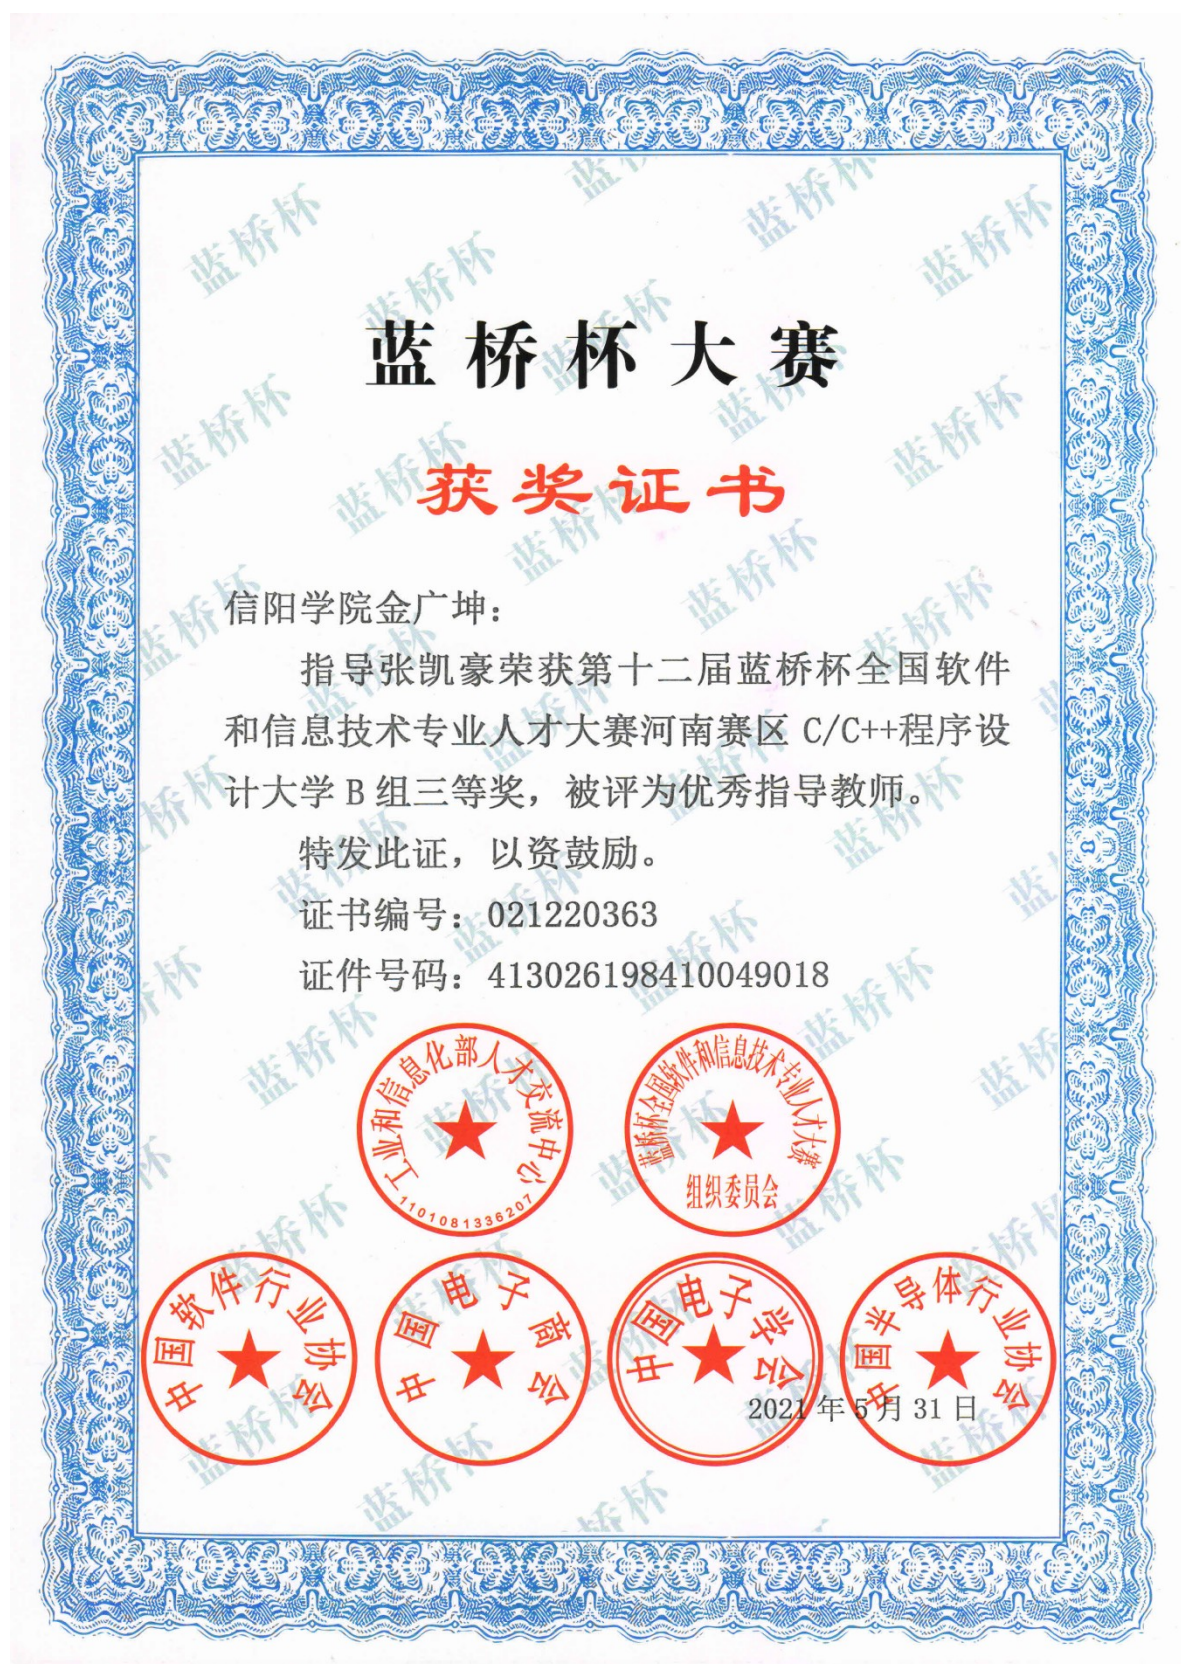 蓝桥杯大赛
获奖证书
信阳学院金广坤：
指导张凯豪荣获第十二届蓝桥杯全国软件
和信息技术专业人才大赛河南赛区 C/C++程序设
计大学 B 组三等奖，被评为优秀指导教师。
特发此证，以资鼓励。
证书编号：021220363
证件号码：413026198410049018
工业和信息化部人才交流中心
1101081336207
蓝桥杯全国软件和信息技术专业人才大赛
组织委员会
中国软件行业协会
中国电子商会
中国电子学会
中国半导体行业协会
2021 年 5 月 31 日
蓝桥杯